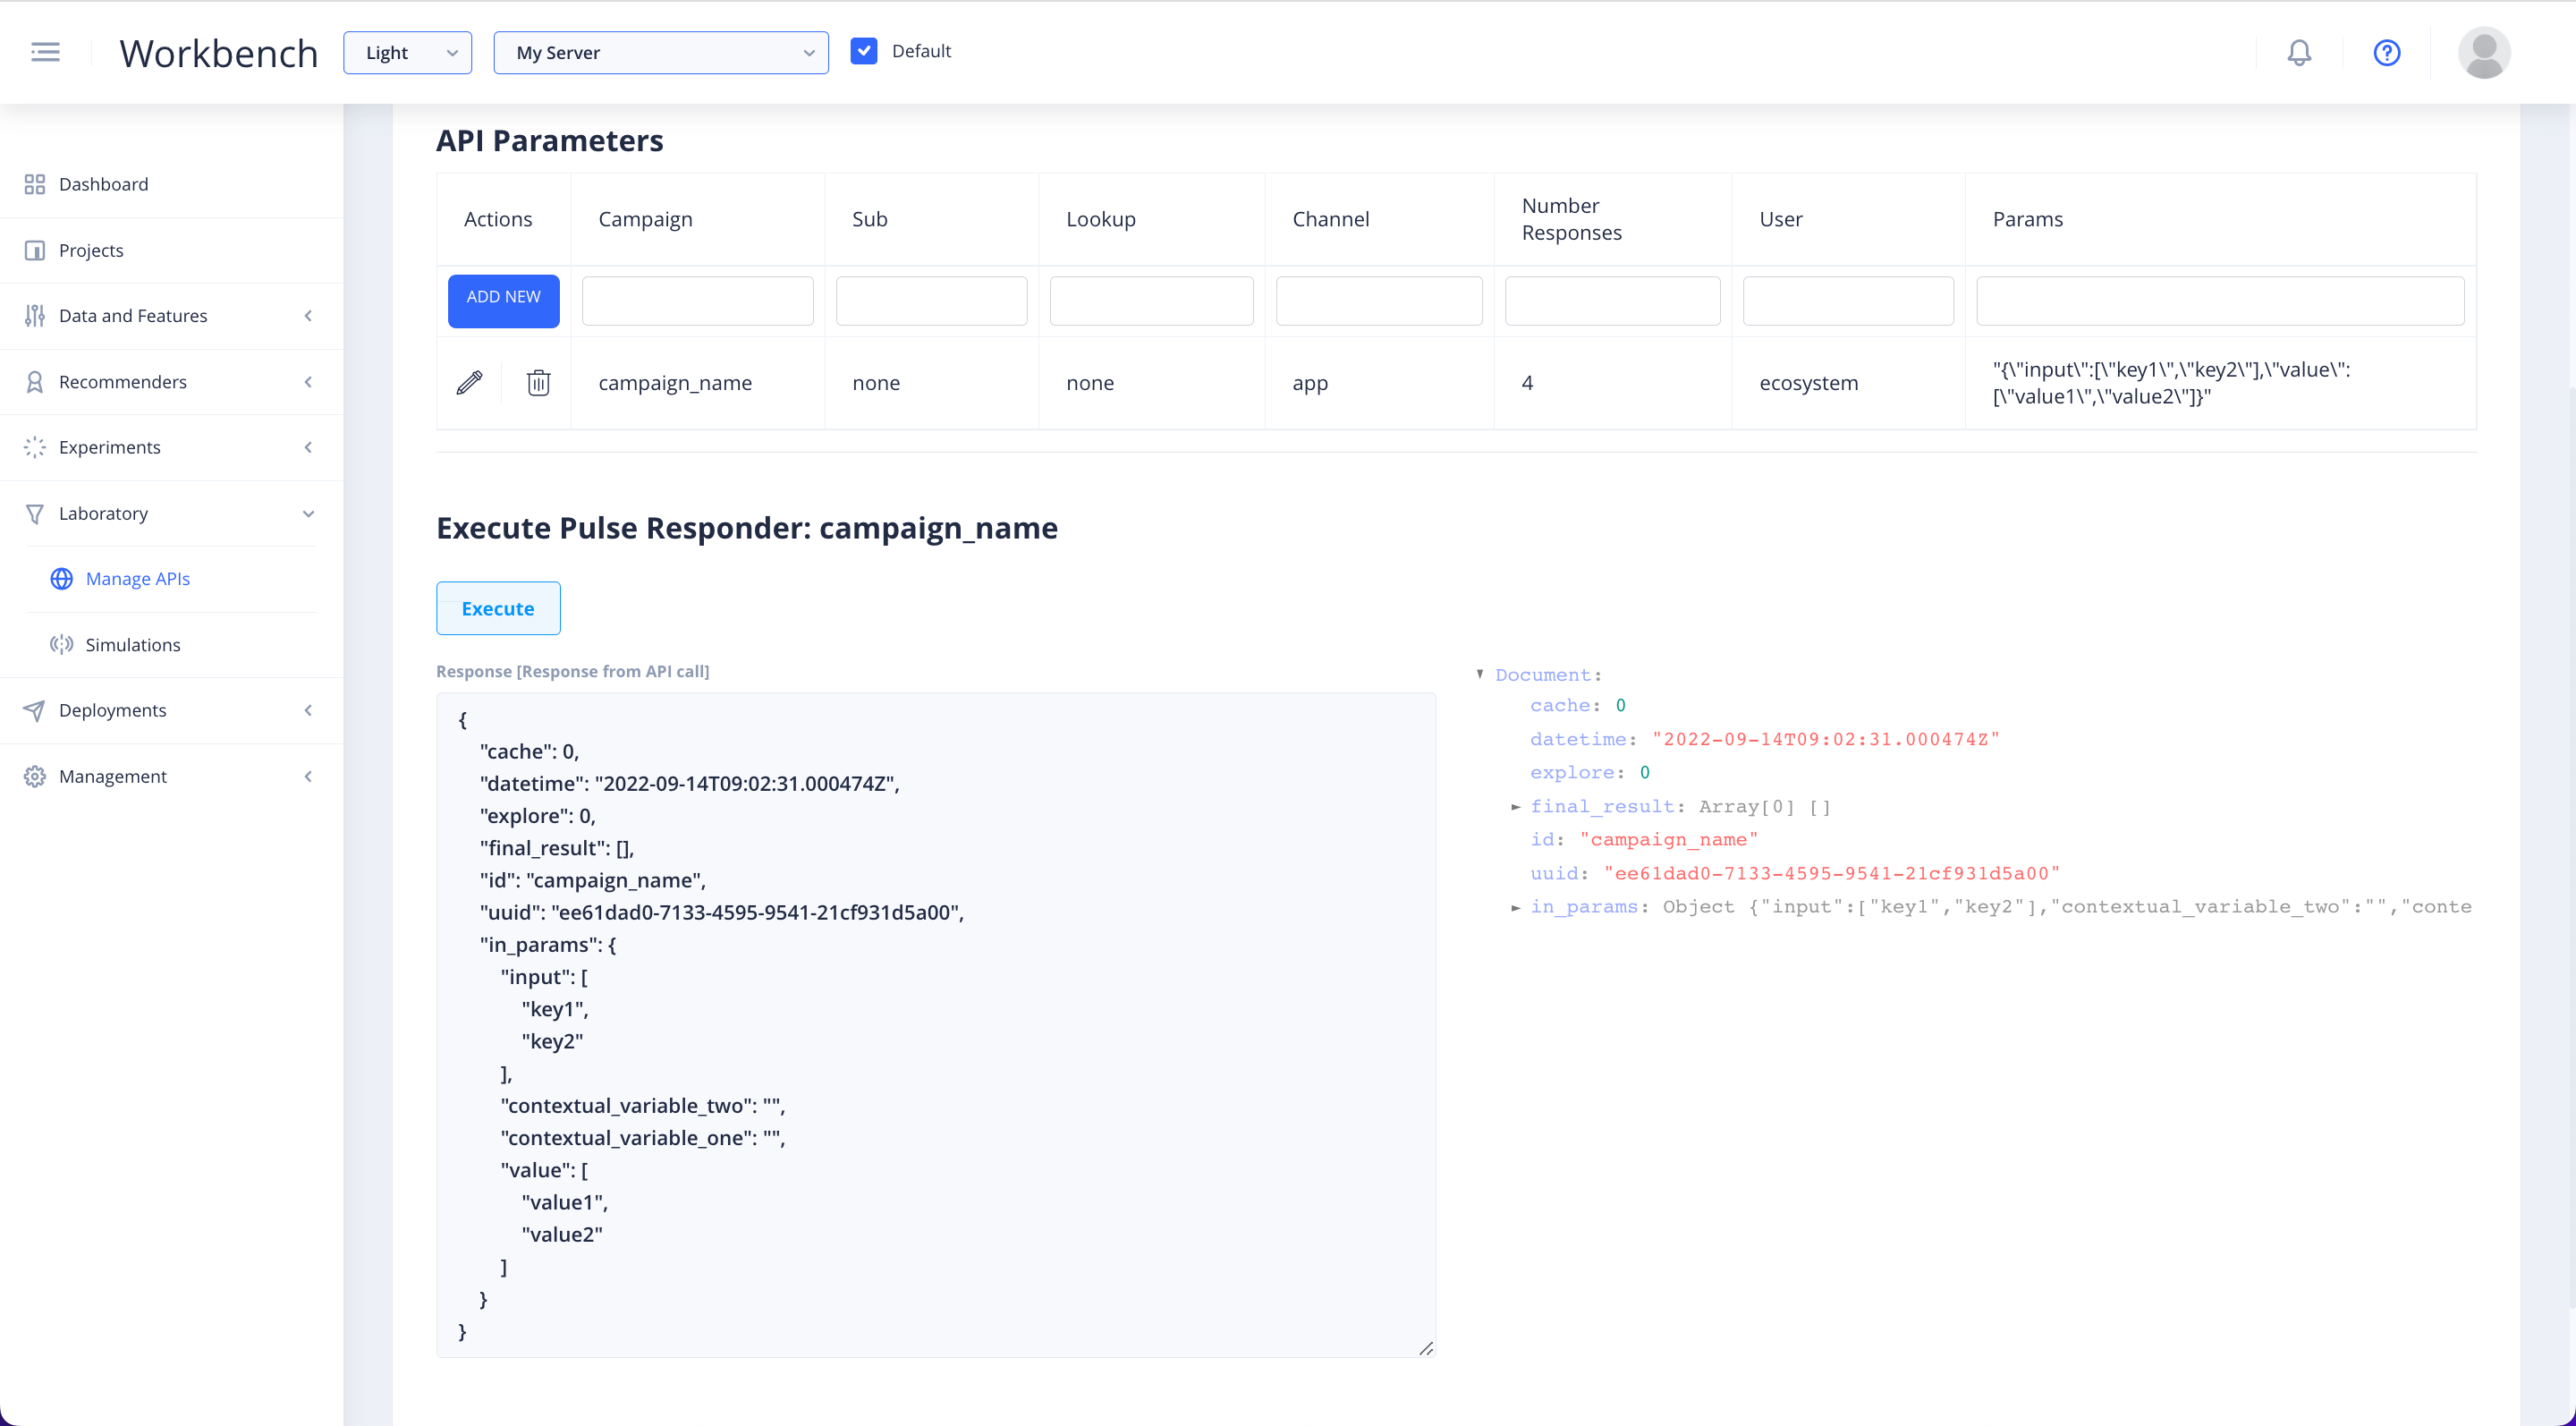 Workbench
Light
My Server
Default
Dashboard
Projects
Data and Features
Recommenders
Experiments
Laboratory
Manage APIs
Simulations
Deployments
Management
API Parameters
Actions
Campaign
Sub
Lookup
Channel
Number
Responses
User
Params
ADD NEW
campaign_name
none
none
app
4
ecosystem
"{\"input\":[\"key1\",\"key2\"],\"value\":
[\"value1\",\"value2\"]}"
Execute Pulse Responder: campaign_name
Execute
Response [Response from API call]
{
"cache": 0,
"datetime": "2022-09-14T09:02:31.000474Z",
"explore": 0,
"final_result": [],
"id": "campaign_name",
"uuid": "ee61dad0-7133-4595-9541-21cf931d5a00",
"in_params": {
"input": [
"key1",
"key2"
],
"contextual_variable_two": "",
"contextual_variable_one": "",
"value": [
"value1",
"value2"
]
}
}
Document:
cache: 0
datetime: "2022-09-14T09:02:31.000474Z"
explore: 0
final_result: Array[0] []
id: "campaign_name"
uuid: "ee61dad0-7133-4595-9541-21cf931d5a00"
in_params: Object {"input":["key1","key2"],"contextual_variable_two":"","conte